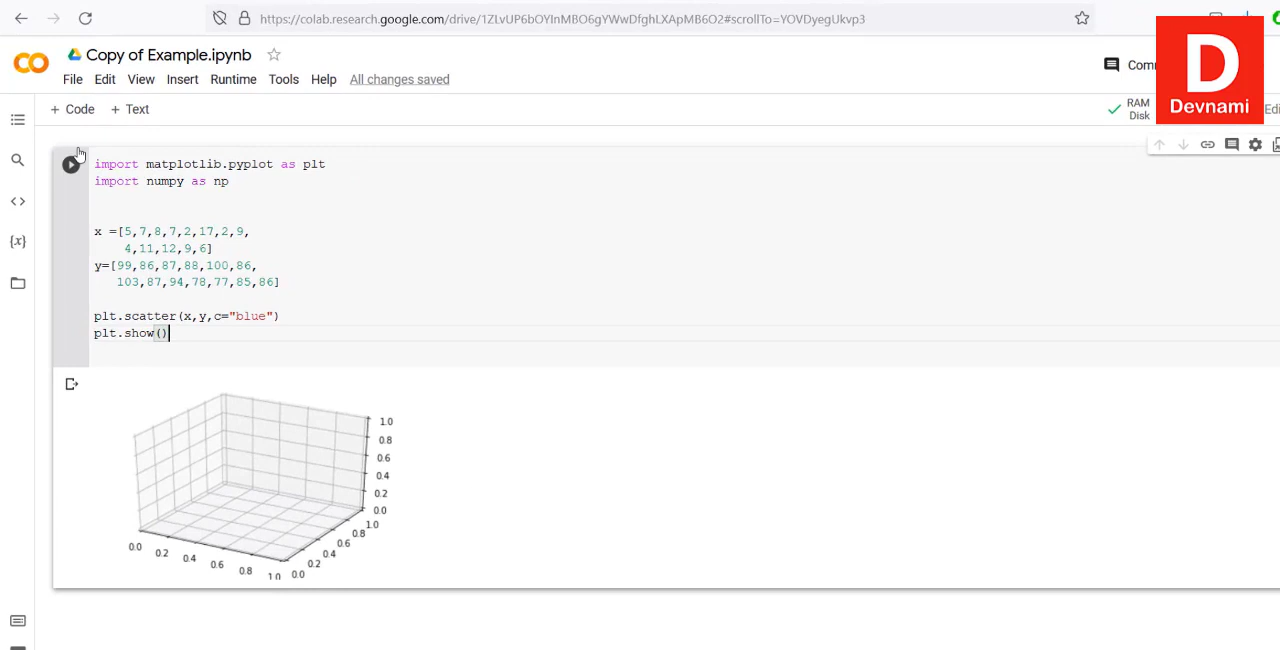 https://colab.research.google.com/drive/1ZLvUP6bOYInMBO6gYWwDfghLXApMB6O2#scrollTo=YOVDyegUkvp3
Copy of Example.ipynb
File Edit View Insert Runtime Tools Help All changes saved
Comm
D
Devnami
+ Code + Text
RAM
Disk
Edi
import matplotlib.pyplot as plt
import numpy as np
x =[5,7,8,7,2,17,2,9,
4,11,12,9,6]
y=[99,86,87,88,100,86,
103,87,94,78,77,85,86]
plt.scatter(x,y,c="blue")
plt.show()
{x}
1.0
0.8
0.6
0.4
0.2
0.0
1.0
0.8
0.6
0.4
0.2
0.0
0.0
0.2
0.4
0.6
0.8
1.0